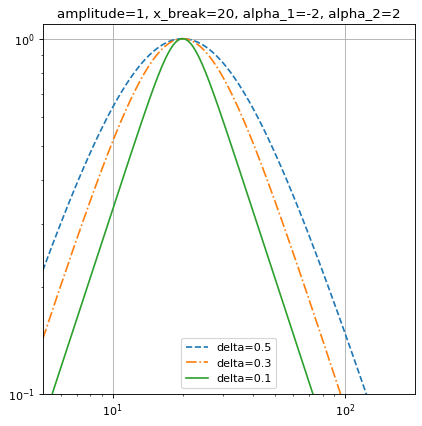 amplitude=1, x_break=20, alpha_1=-2, alpha_2=2
10⁰
10⁻¹
10¹
10²
delta=0.5
delta=0.3
delta=0.1